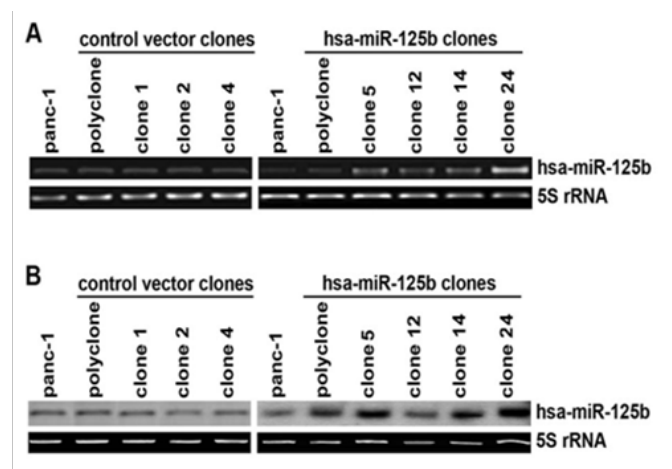 A
control vector clones
hsa-miR-125b clones
panc-1
polyclone
clone 1
clone 2
clone 4
panc-1
polyclone
clone 5
clone 12
clone 14
clone 24
hsa-miR-125b
5S rRNA
B
control vector clones
hsa-miR-125b clones
panc-1
polyclone
clone 1
clone 2
clone 4
panc-1
polyclone
clone 5
clone 12
clone 14
clone 24
hsa-miR-125b
5S rRNA